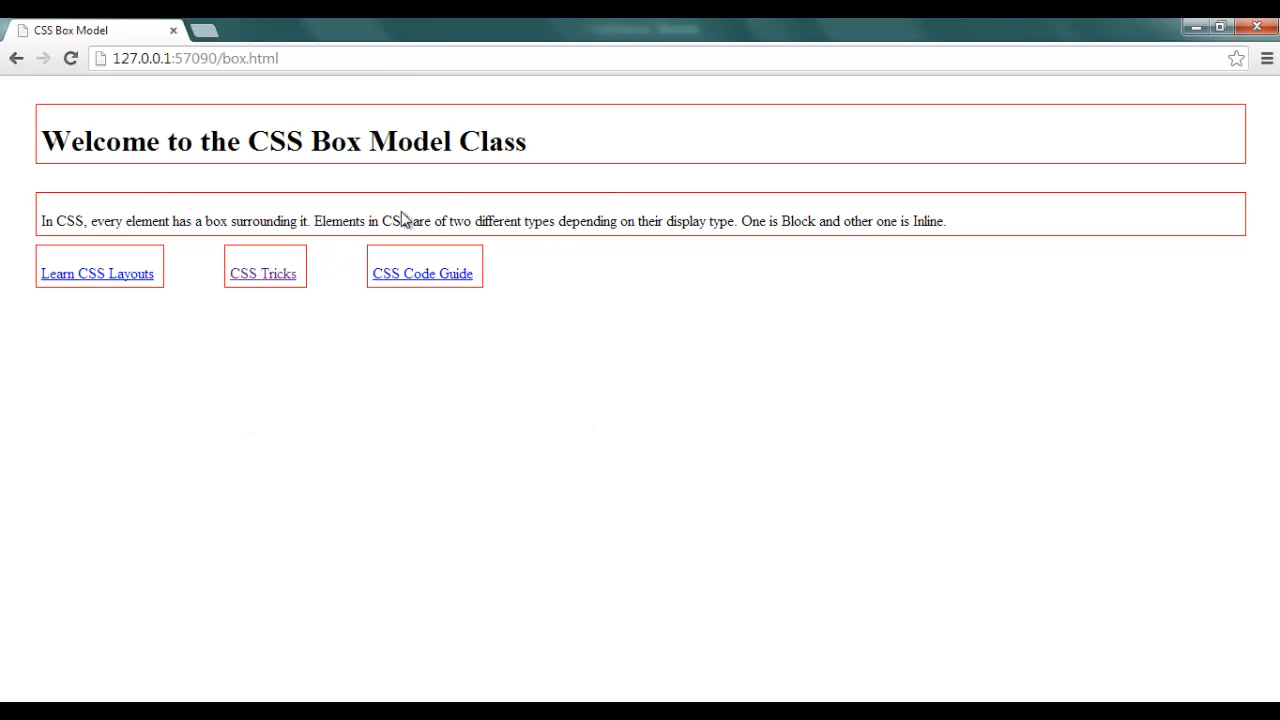 CSS Box Model
127.0.0.1:57090/box.html
Welcome to the CSS Box Model Class
In CSS, every element has a box surrounding it. Elements in CSS are of two different types depending on their display type. One is Block and other one is Inline.
Learn CSS Layouts CSS Tricks CSS Code Guide